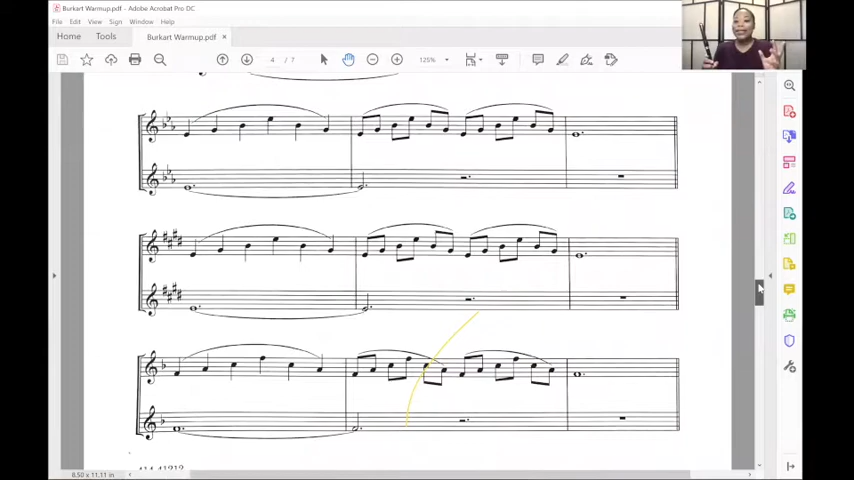 Burkart Warmup.pdf - Adobe Acrobat Pro DC
File Edit View Sign Window Help
Home Tools Burkart Warmup.pdf ×
4 / 7 125%
8.50 x 11.11 in